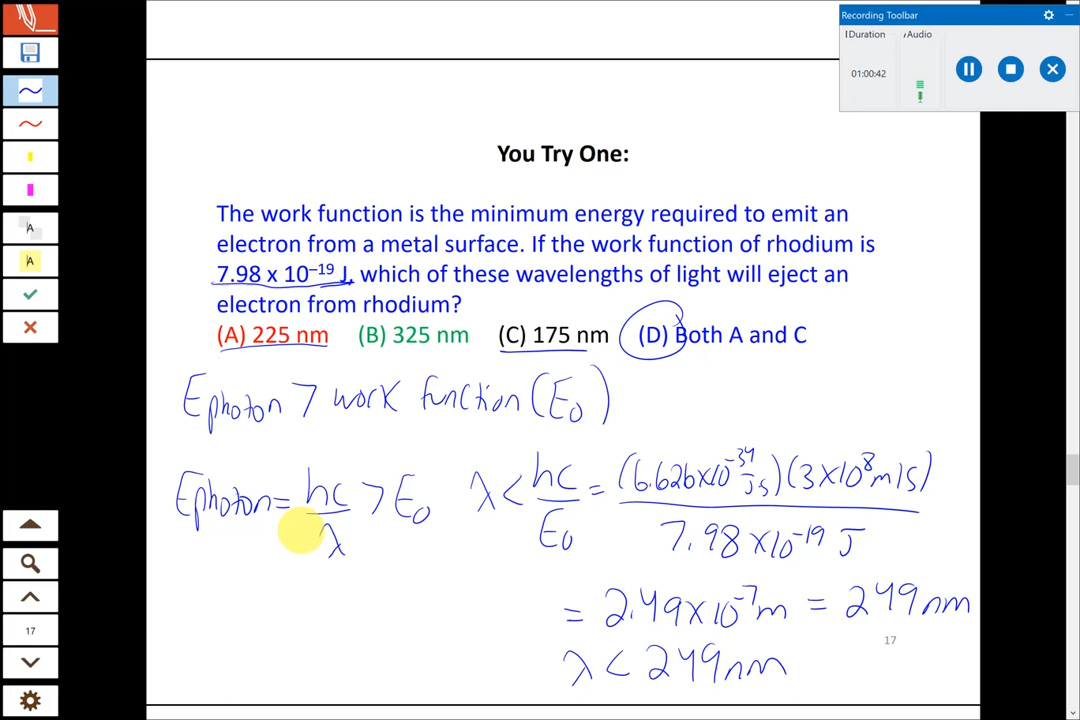 Recording Toolbar
Duration
Audio
01:00:42
You Try One:
The work function is the minimum energy required to emit an
electron from a metal surface. If the work function of rhodium is
7.98 x 10⁻¹⁹ J, which of these wavelengths of light will eject an
electron from rhodium?
(A) 225 nm (B) 325 nm (C) 175 nm (D) Both A and C
Ephoton > work function (E₀)
Ephoton = hc/λ > E₀ λ < hc/E₀ = (6.626x10⁻³⁴ Js)(3x10⁸ m/s) / 7.98x10⁻¹⁹ J
= 2.49x10⁻⁷ m = 249nm
λ < 249nm
17
A
A
17